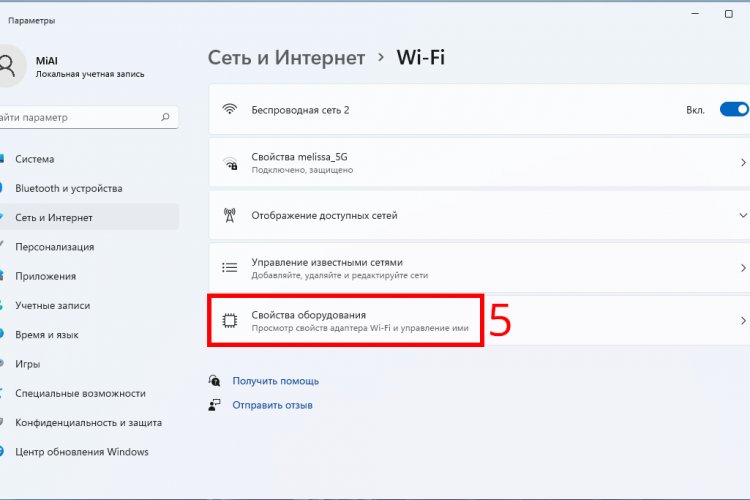 Параметры
MiAl
Локальная учетная запись
айти параметр
Система
Bluetooth и устройства
Сеть и Интернет
Персонализация
Приложения
Учетные записи
Время и язык
Игры
Специальные возможности
Конфиденциальность и защита
Центр обновления Windows
Сеть и Интернет › Wi-Fi
Беспроводная сеть 2 Вкл.
Свойства melissa_5G
Подключено, защищено
Отображение доступных сетей
Управление известными сетями
Добавляйте, удаляйте и редактируйте сети
Свойства оборудования
Просмотр свойств адаптера Wi-Fi и управление ими
5
Получить помощь
Отправить отзыв